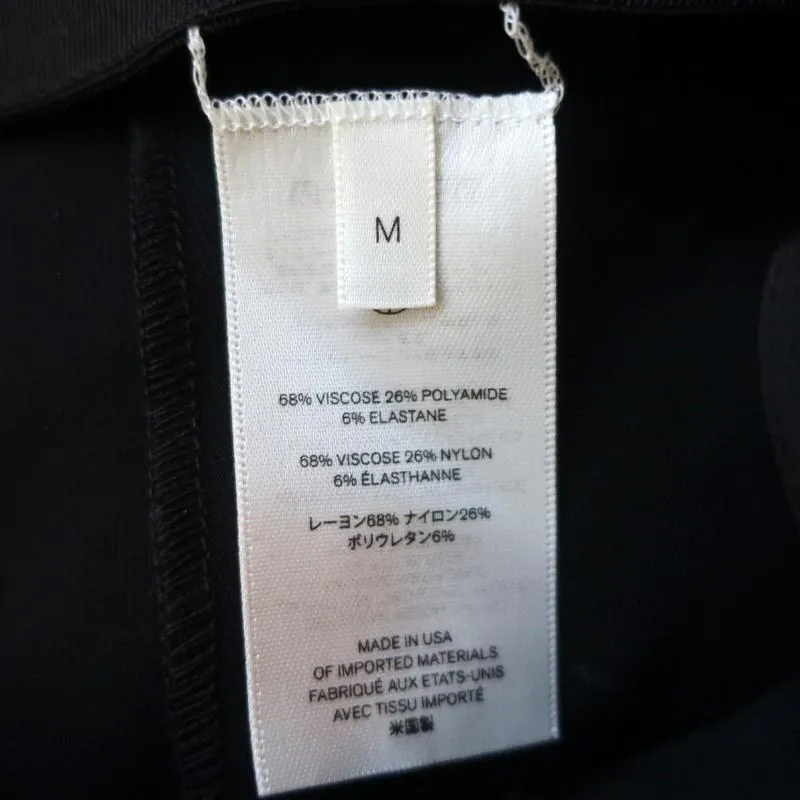 M
68% VISCOSE 26% POLYAMIDE
6% ELASTANE
68% VISCOSE 26% NYLON
6% ÉLASTHANNE
レーヨン68% ナイロン26%
ポリウレタン6%
MADE IN USA
OF IMPORTED MATERIALS
FABRIQUÉ AUX ETATS-UNIS
AVEC TISSU IMPORTÉ
米国製